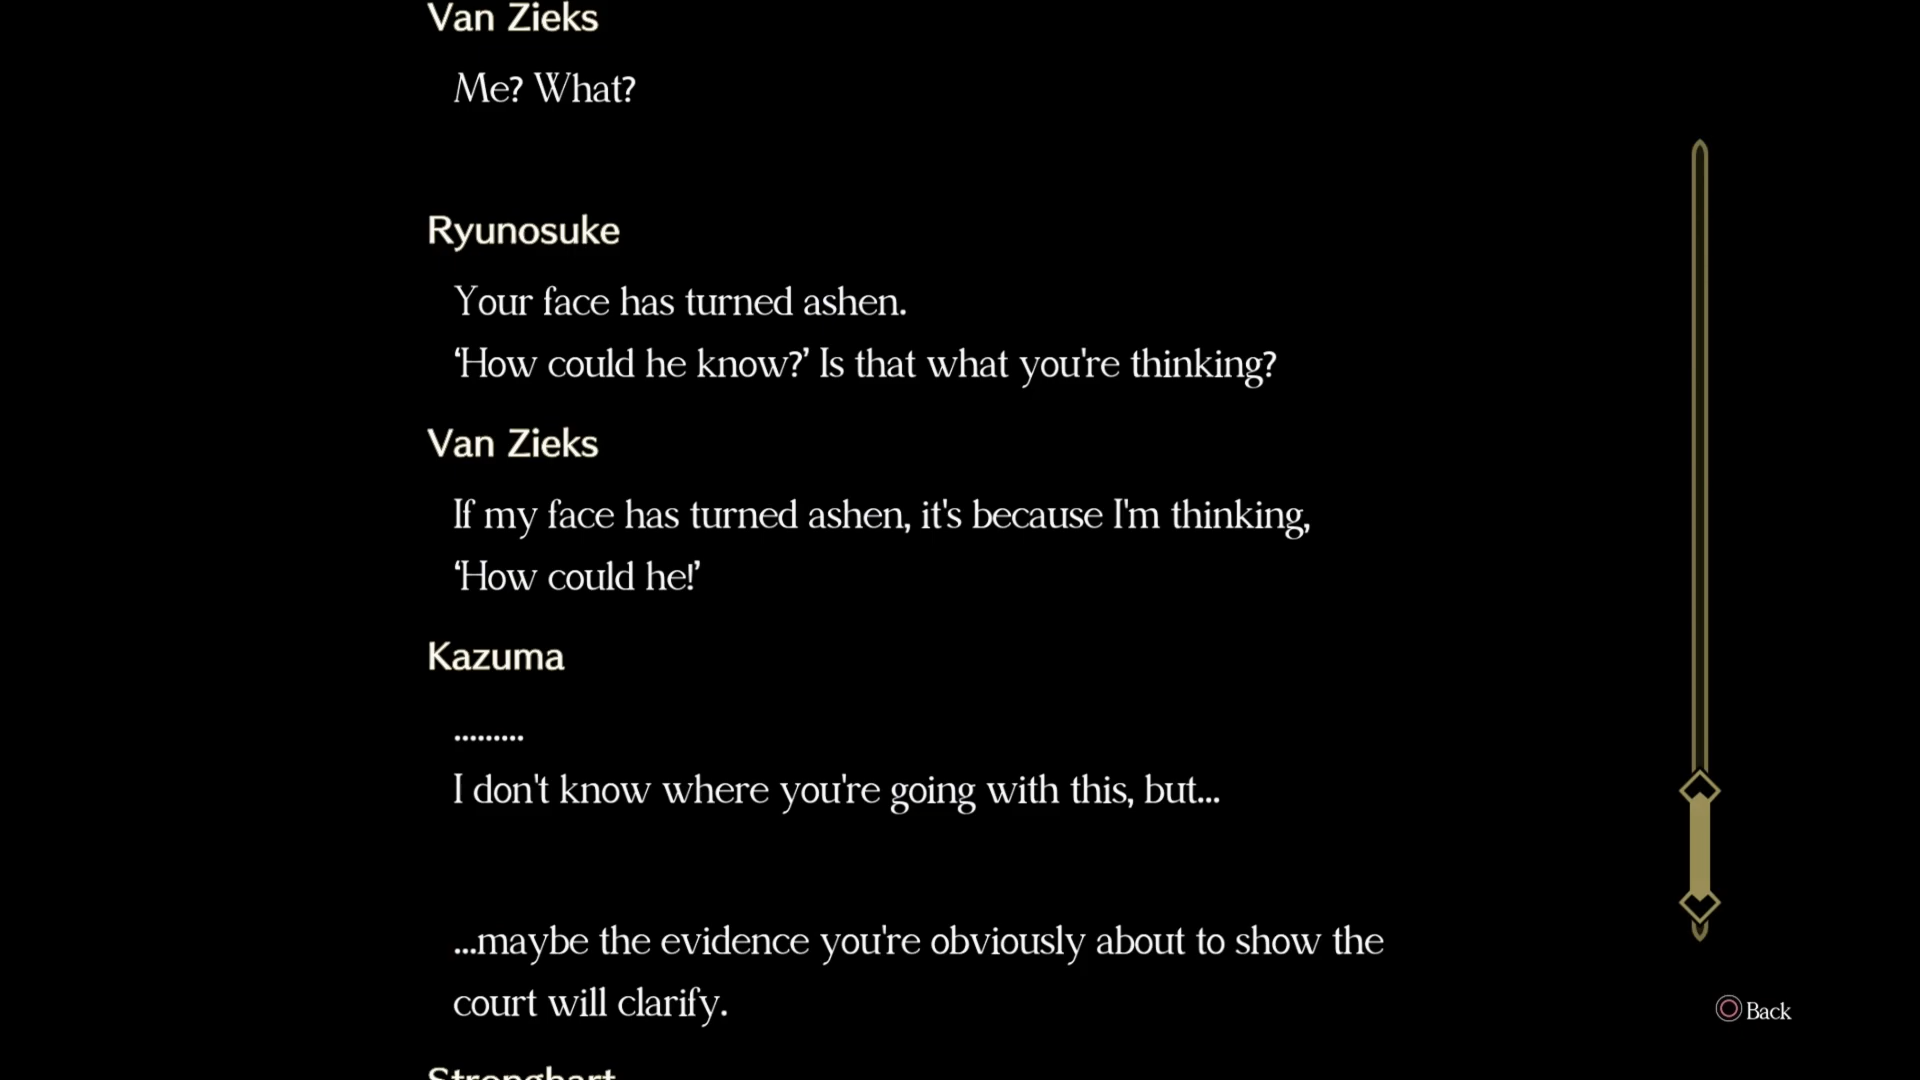 Van Zieks
Me? What?
Ryunosuke
Your face has turned ashen.
‘How could he know?’ Is that what you're thinking?
Van Zieks
If my face has turned ashen, it's because I'm thinking,
‘How could he!’
Kazuma
.........
I don't know where you're going with this, but...
...maybe the evidence you're obviously about to show the
court will clarify.
Back
Stronghart